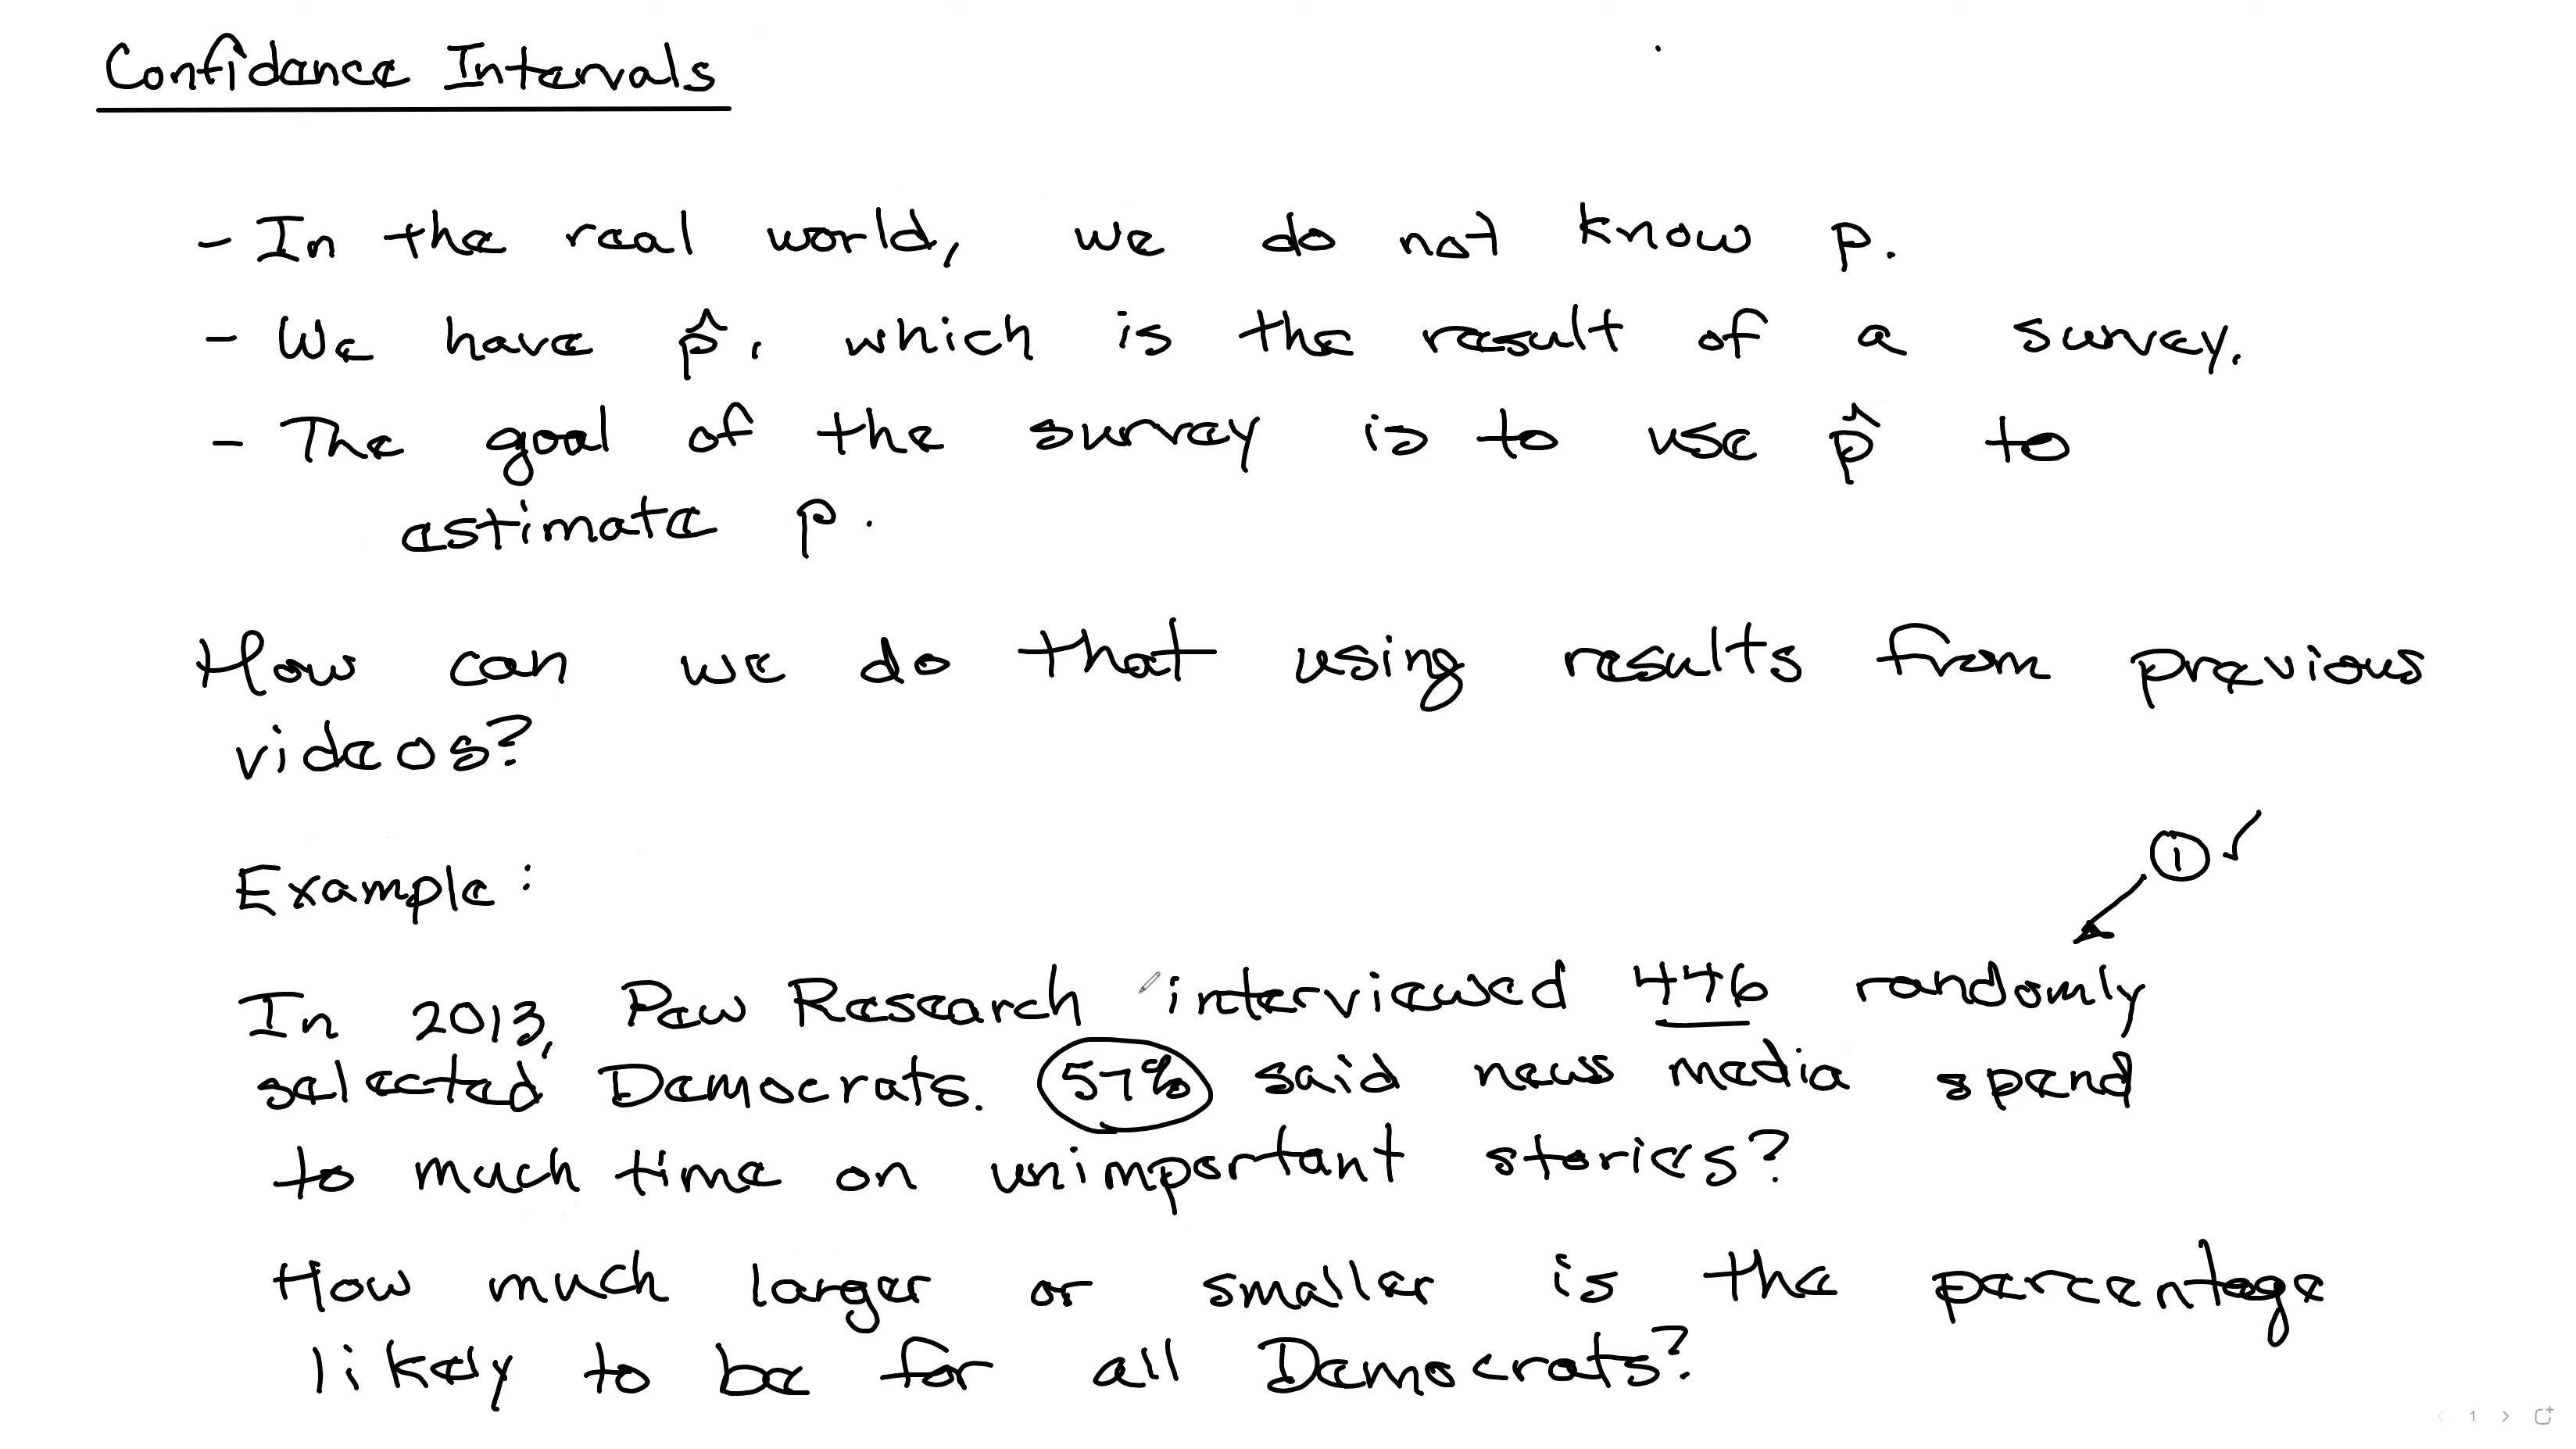 Confidence Intervals
- In the real world, we do not know p.
- We have p̂, which is the result of a survey.
- The goal of the survey is to use p̂ to
estimate p.
How can we do that using results from previous
videos?
① ✓
Example:
In 2013, Pew Research interviewed 446 randomly
selected Democrats. 57% said news media spend
to much time on unimportant stories?
How much larger or smaller is the percentage
likely to be for all Democrats?
1